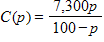 C(p) = 7,300p / 100 − p